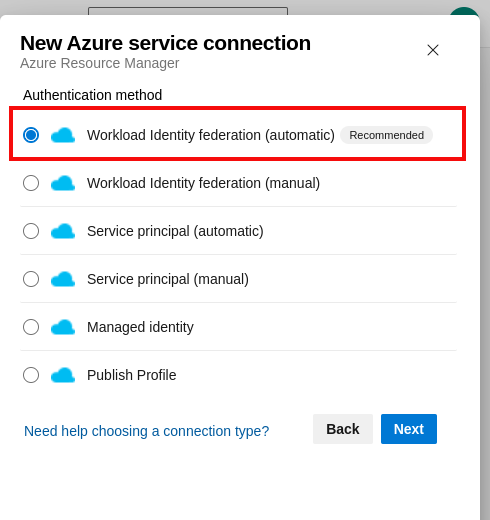 New Azure service connection
Azure Resource Manager
Authentication method
Workload Identity federation (automatic) Recommended
Workload Identity federation (manual)
Service principal (automatic)
Service principal (manual)
Managed identity
Publish Profile
Need help choosing a connection type? Back Next